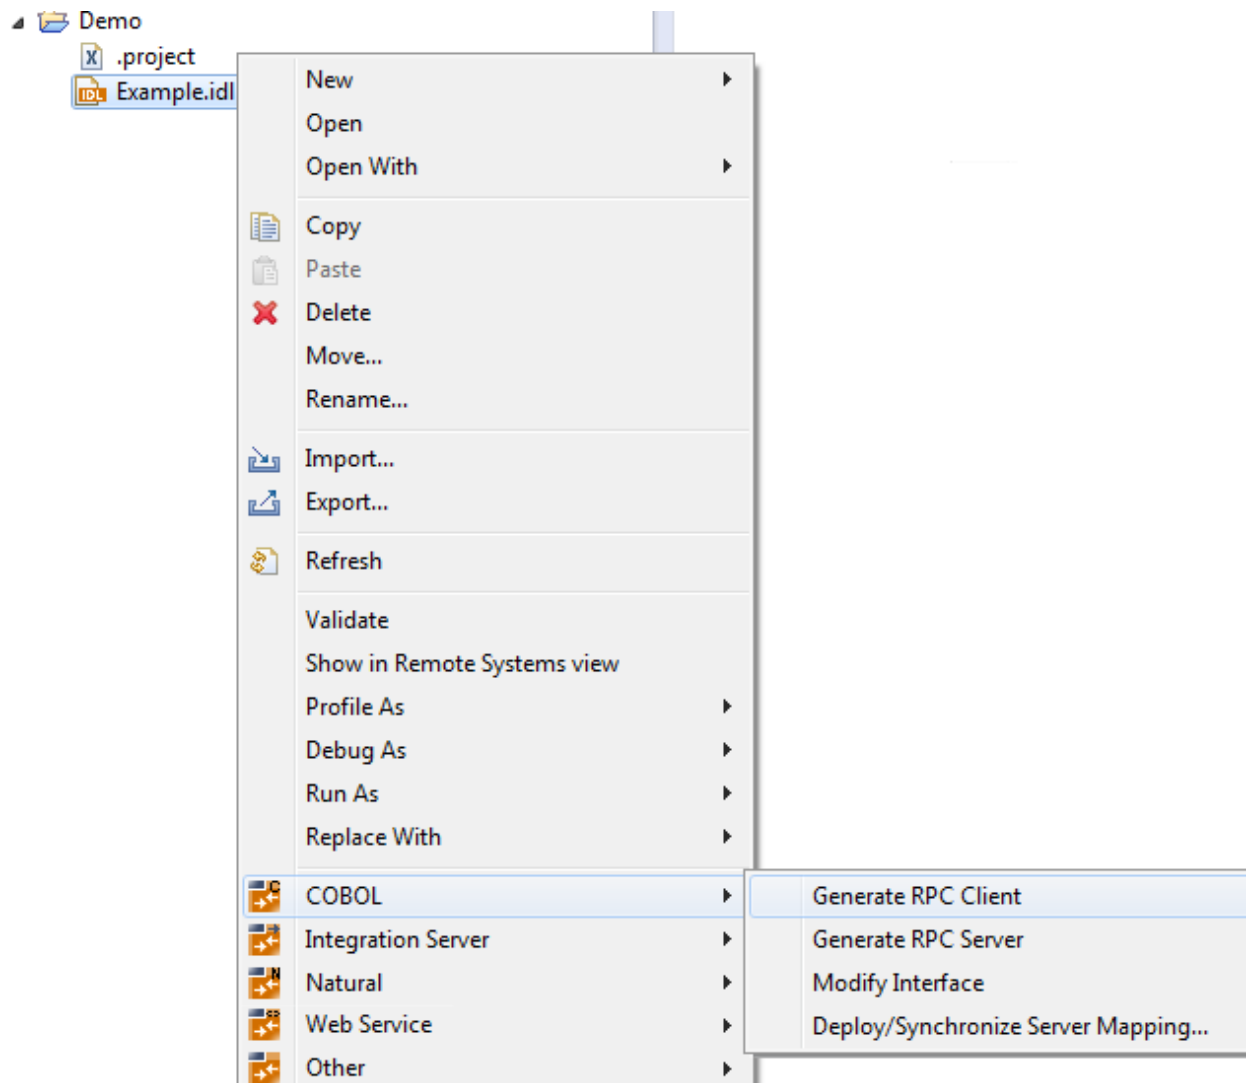 Demo
.project
Example.idl
New
Open
Open With
Copy
Paste
Delete
Move...
Rename...
Import...
Export...
Refresh
Validate
Show in Remote Systems view
Profile As
Debug As
Run As
Replace With
COBOL
Generate RPC Client
Integration Server
Generate RPC Server
Natural
Modify Interface
Web Service
Deploy/Synchronize Server Mapping...
Other